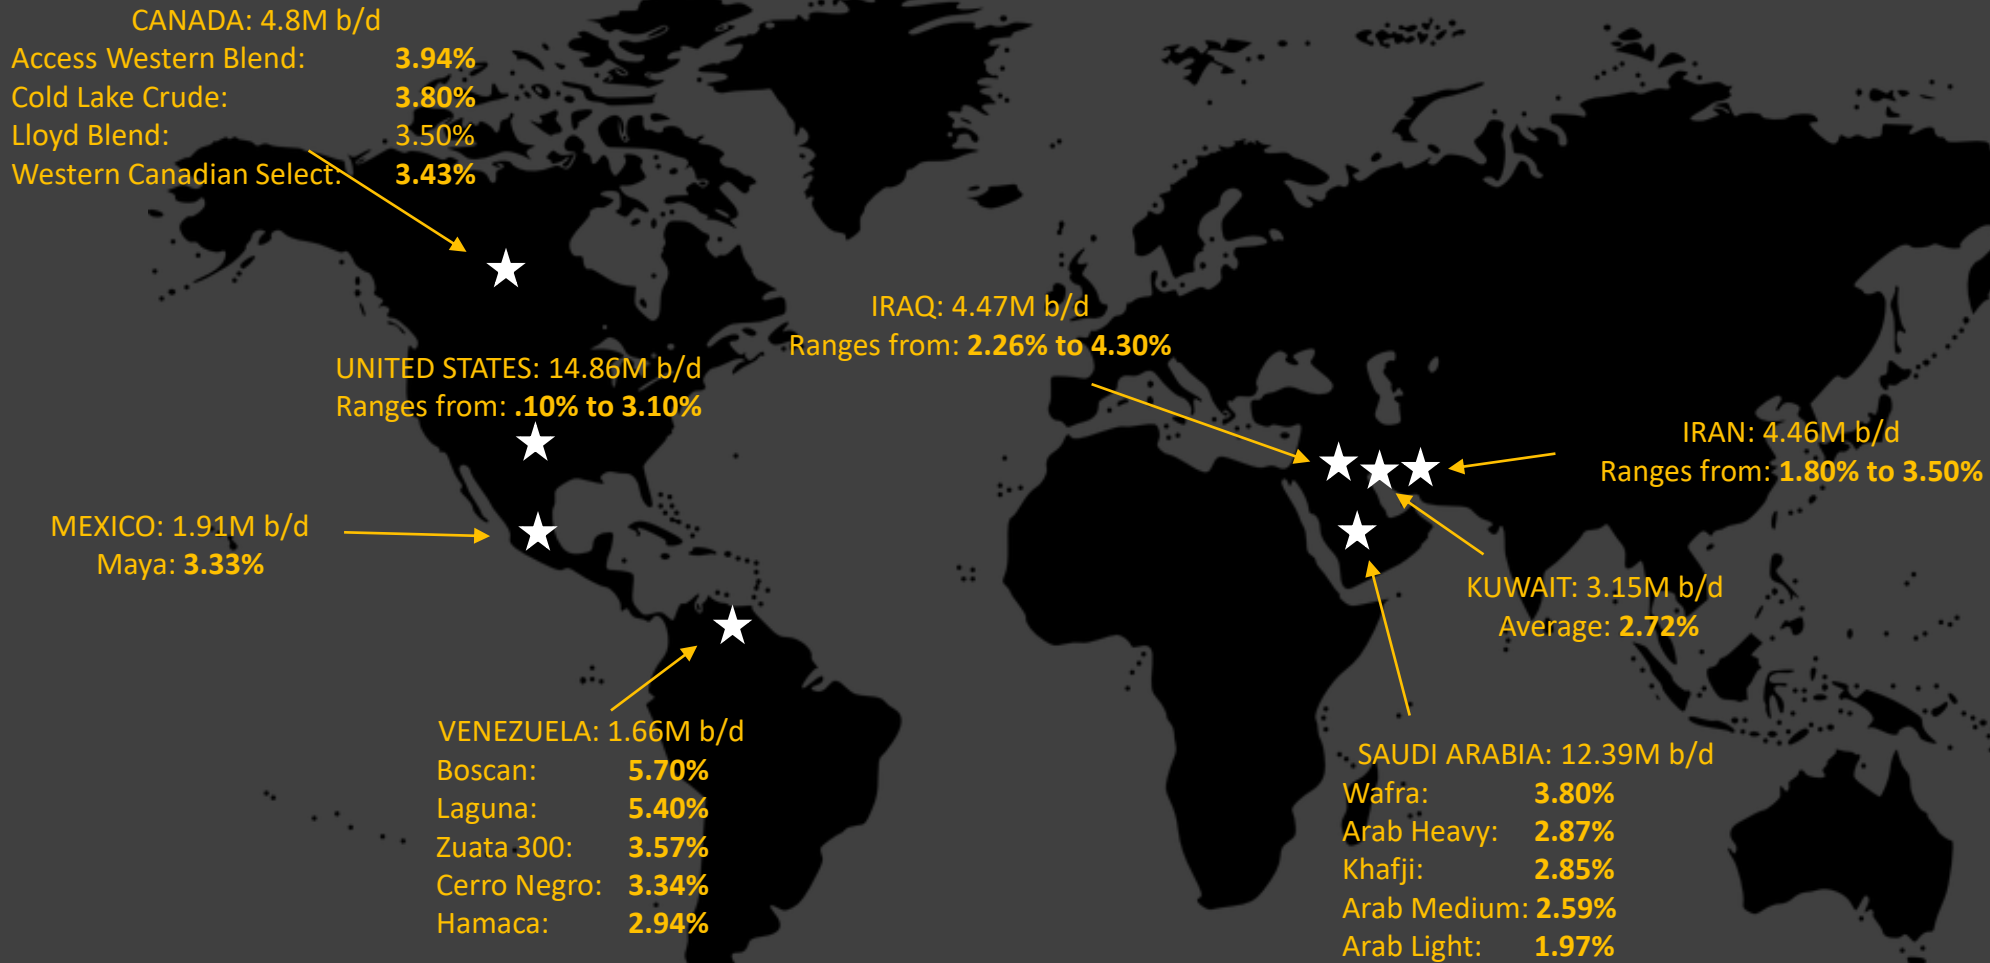 CANADA: 4.8M b/d
Access Western Blend: 3.94%
Cold Lake Crude: 3.80%
Lloyd Blend: 3.50%
Western Canadian Select: 3.43%
IRAQ: 4.47M b/d
Ranges from: 2.26% to 4.30%
UNITED STATES: 14.86M b/d
Ranges from: .10% to 3.10%
IRAN: 4.46M b/d
Ranges from: 1.80% to 3.50%
MEXICO: 1.91M b/d
Maya: 3.33%
KUWAIT: 3.15M b/d
Average: 2.72%
VENEZUELA: 1.66M b/d
Boscan: 5.70%
Laguna: 5.40%
Zuata 300: 3.57%
Cerro Negro: 3.34%
Hamaca: 2.94%
SAUDI ARABIA: 12.39M b/d
Wafra: 3.80%
Arab Heavy: 2.87%
Khafji: 2.85%
Arab Medium: 2.59%
Arab Light: 1.97%